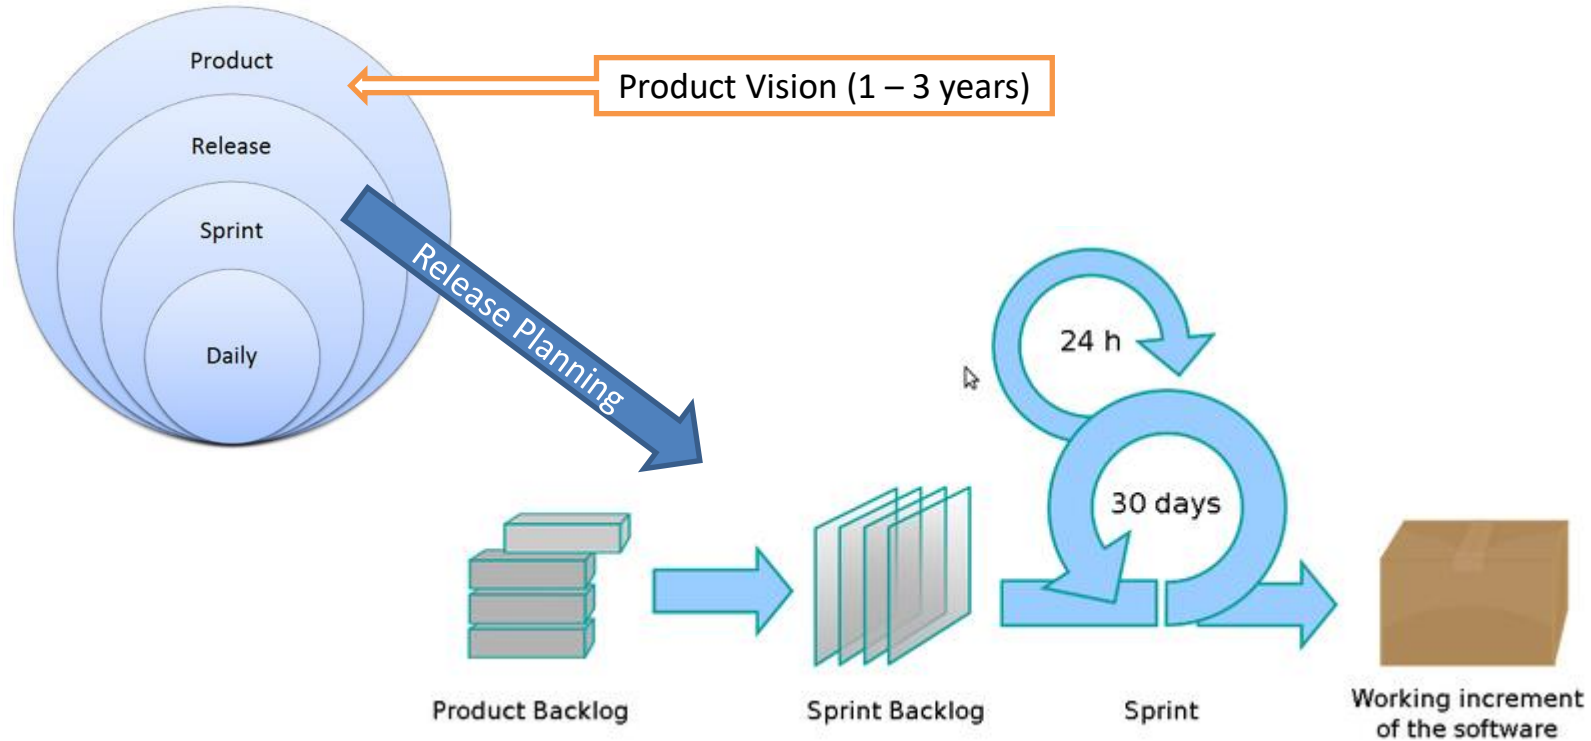 Product
Product Vision (1 – 3 years)
Release
Sprint
Daily
Release Planning
24 h
30 days
Product Backlog
Sprint Backlog
Sprint
Working increment
of the software